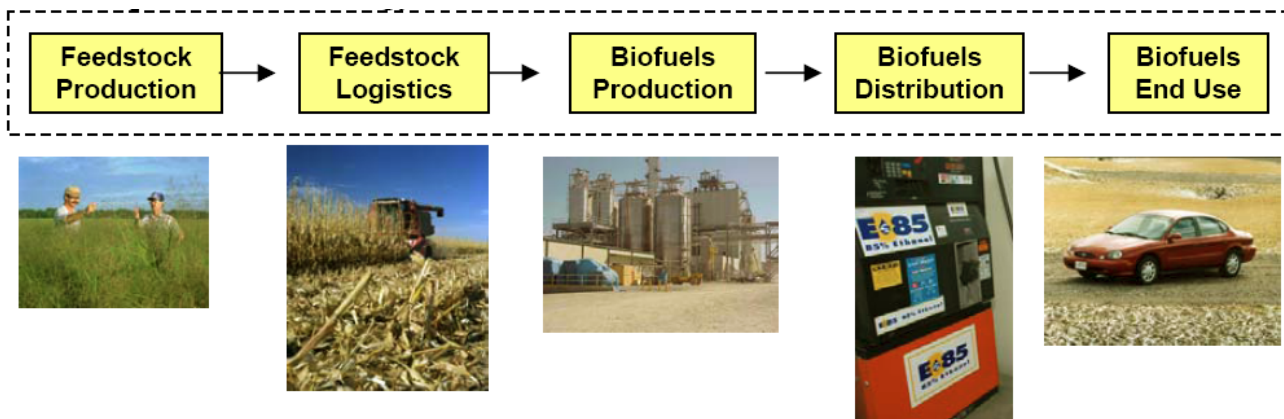 Feedstock
Production
Feedstock
Logistics
Biofuels
Production
Biofuels
Distribution
Biofuels
End Use
E85
85% Ethanol
E85
85% Ethanol